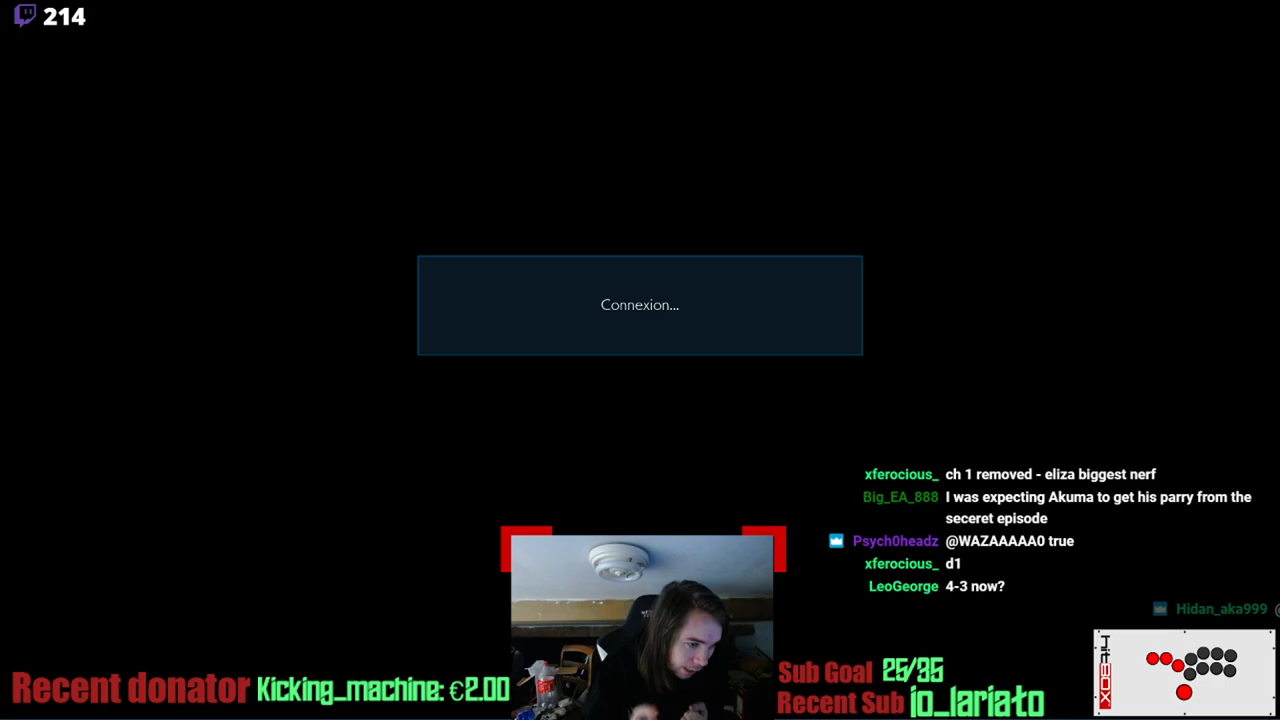 214
Connexion...
xferocious_ ch 1 removed - eliza biggest nerf
Big_EA_888 I was expecting Akuma to get his parry from the
seceret episode
Psych0headz @WAZAAAAA0 true
xferocious_ d1
LeoGeorge 4-3 now?
Hidan_aka999
Recent donator Kicking_machine: €2.00
Sub Goal 25/35
Recent Sub io_lariato
hitBOX